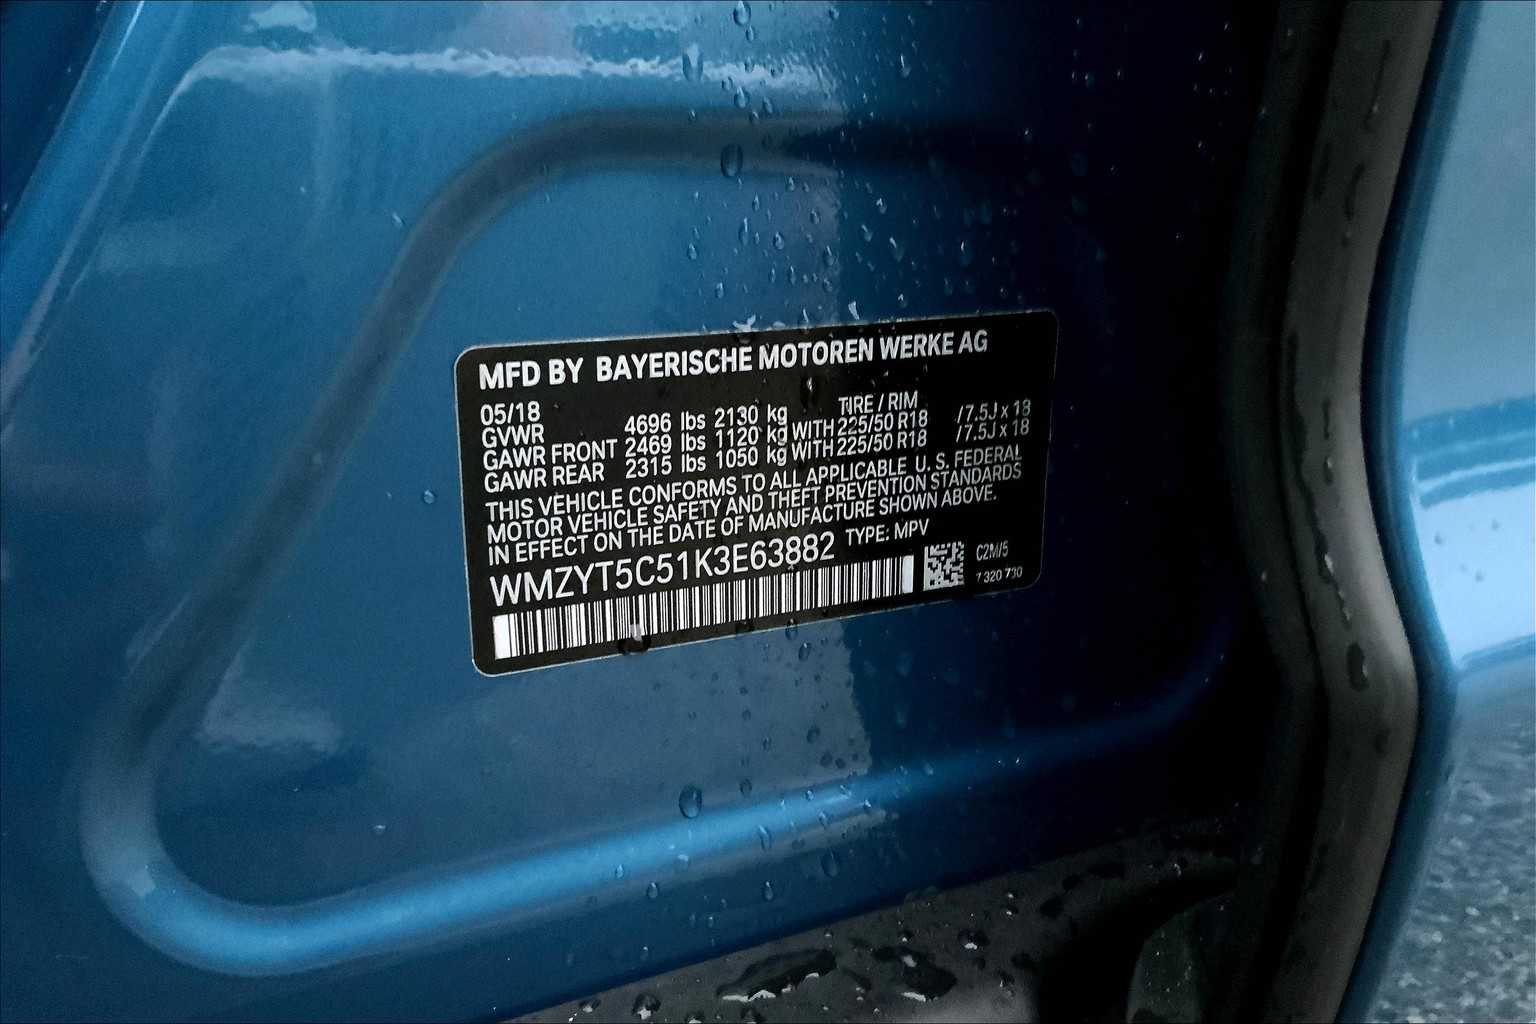 MFD BY BAYERISCHE MOTOREN WERKE AG
05/18 TIRE / RIM
GVWR 4696 lbs 2130 kg
GAWR FRONT 2469 lbs 1120 kg WITH 225/50 R18 /7.5J x 18
GAWR REAR 2315 lbs 1050 kg WITH 225/50 R18 /7.5J x 18
THIS VEHICLE CONFORMS TO ALL APPLICABLE U. S. FEDERAL
MOTOR VEHICLE SAFETY AND THEFT PREVENTION STANDARDS
IN EFFECT ON THE DATE OF MANUFACTURE SHOWN ABOVE.
WMZYT5C51K3E63882 TYPE: MPV
C2M/5
7 320 730